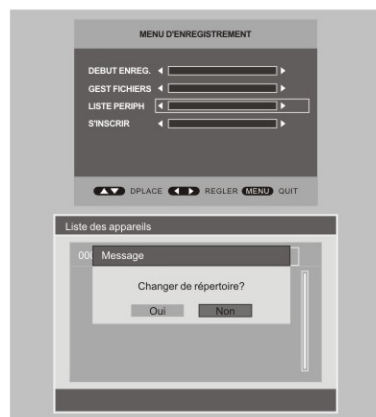 MENU D'ENREGISTREMENT
DEBUT ENREG.
GEST FICHIERS
LISTE PERIPH
S'INSCRIR
DPLACE REGLER MENU QUIT
Liste des appareils
000 Message
Changer de répertoire?
Oui Non